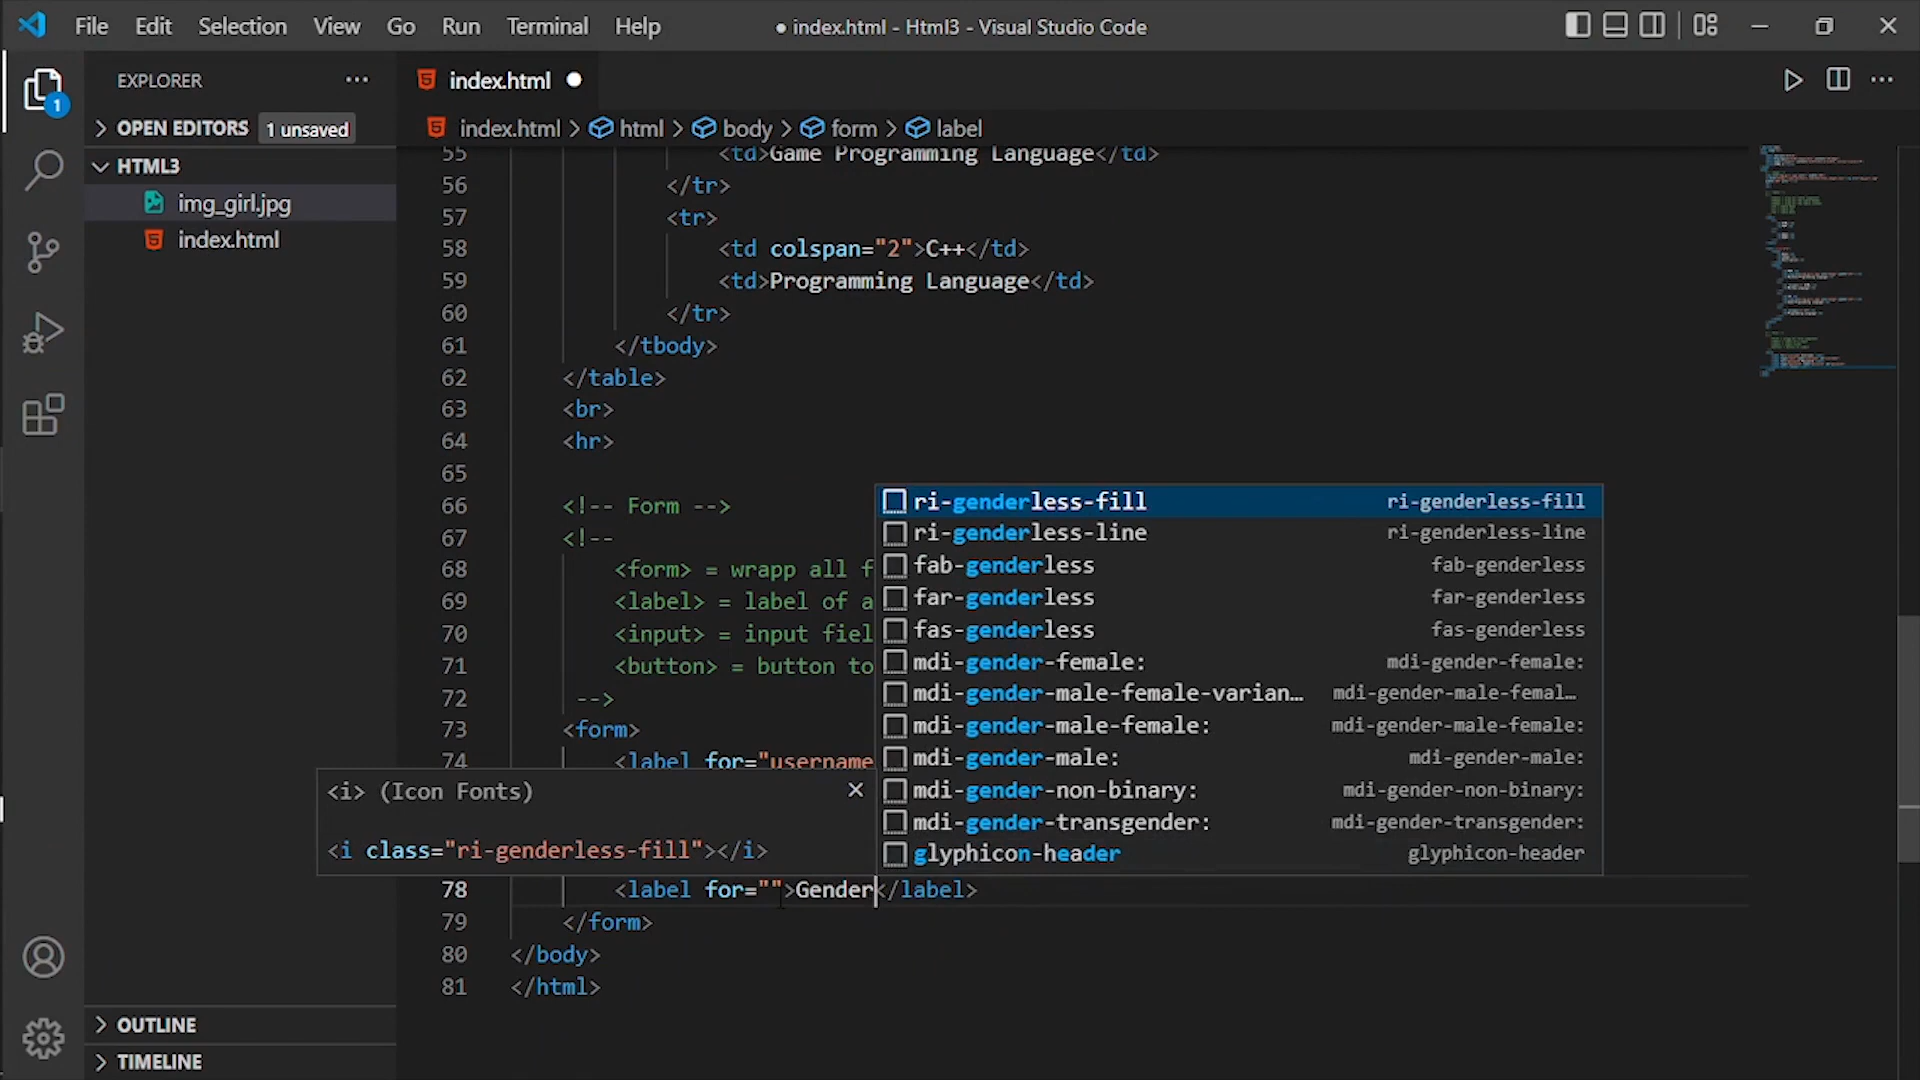 File Edit Selection View Go Run Terminal Help
● index.html - Html3 - Visual Studio Code
EXPLORER
1
OPEN EDITORS 1 unsaved
HTML3
img_girl.jpg
index.html
OUTLINE
TIMELINE
index.html
index.html > html > body > form > label
55 <td>Game Programming Language</td>
56 </tr>
57 <tr>
58 <td colspan="2">C++</td>
59 <td>Programming Language</td>
60 </tr>
61 </tbody>
62 </table>
63 <br>
64 <hr>
65
66 <!-- Form -->
67 <!--
68 <form> = wrapp all f
69 <label> = label of a
70 <input> = input fiel
71 <button> = button to
72 -->
73 <form>
74 <label for="username
78 <label for="">Gender</label>
79 </form>
80 </body>
81 </html>
<i> (Icon Fonts)
<i class="ri-genderless-fill"></i>
ri-genderless-fill ri-genderless-fill
ri-genderless-line ri-genderless-line
fab-genderless fab-genderless
far-genderless far-genderless
fas-genderless fas-genderless
mdi-gender-female: mdi-gender-female:
mdi-gender-male-female-varian… mdi-gender-male-femal…
mdi-gender-male-female: mdi-gender-male-female:
mdi-gender-male: mdi-gender-male:
mdi-gender-non-binary: mdi-gender-non-binary:
mdi-gender-transgender: mdi-gender-transgender:
glyphicon-header glyphicon-header